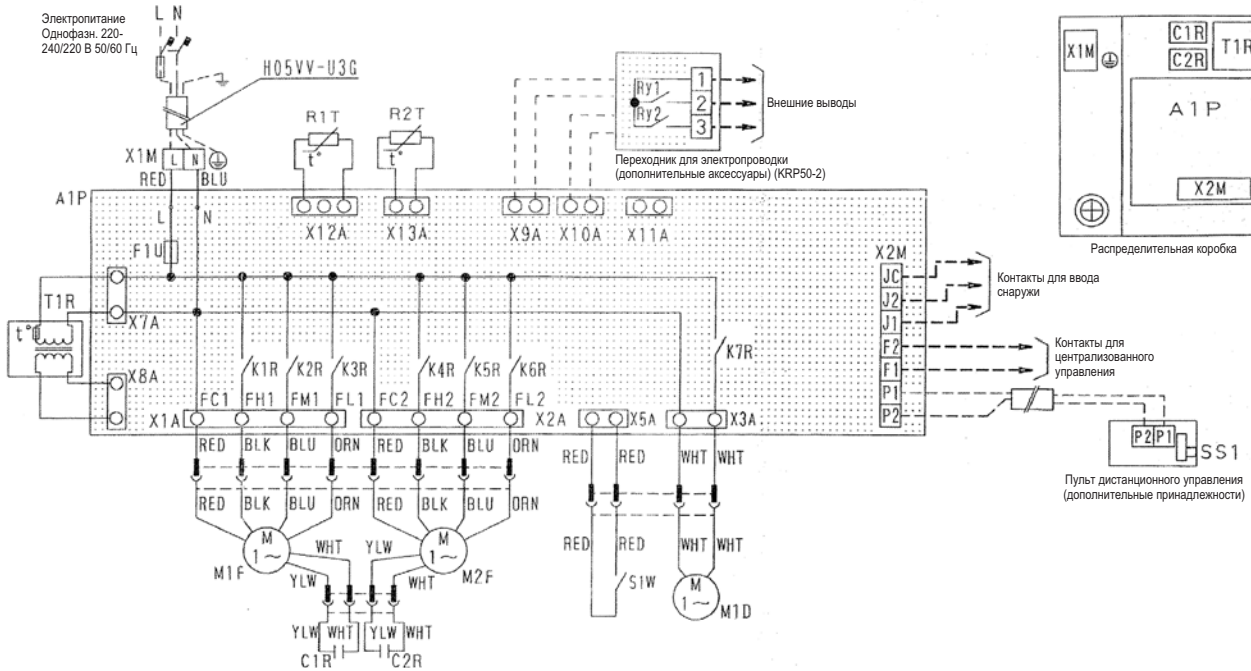 Электропитание
Однофазн. 220-
240/220 В 50/60 Гц
L N
H05VV-U3G
X1M L N
RED BLU
A1P
L N
F1U
R1T
t°
R2T
t°
X12A X13A X9A X10A X11A
Ry1
Ry2
1
2
3
Внешние выводы
Переходник для электропроводки
(дополнительные аксессуары) (KRP50-2)
X1M
C1R
C2R
T1R
A1P
X2M
Распределительная коробка
T1R
t°
X7A
X8A
K1R K2R K3R K4R K5R K6R K7R
FC1 FH1 FM1 FL1 FC2 FH2 FM2 FL2
X1A X2A X5A X3A
X2M
JC
J2
J1
F2
F1
P1
P2
Контакты для ввода
снаружи
Контакты для
централизованного
управления
P2 P1
SS1
Пульт дистанционного управления
(дополнительные принадлежности)
RED BLK BLU ORN RED BLK BLU ORN RED RED WHT WHT
RED BLK BLU ORN RED BLK BLU ORN
RED RED WHT WHT
M
1~
M1F
WHT
YLW
YLW
WHT
M
1~
M2F
S1W
M
1~
M1D
YLW WHT YLW WHT
C1R C2R